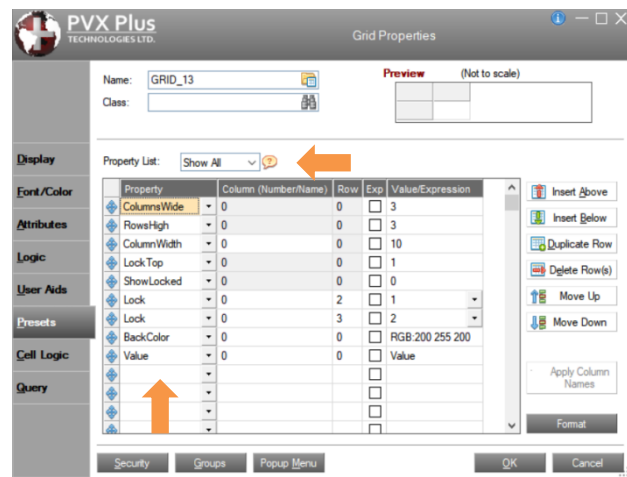 PVX Plus
TECHNOLOGIES LTD.
Grid Properties
Name: GRID_13
Class:
Preview (Not to scale)
Display
Font/Color
Attributes
Logic
User Aids
Presets
Cell Logic
Query
Property List: Show All
Property Column (Number/Name) Row Exp Value/Expression
ColumnsWide 0 0 3
RowsHigh 0 0 3
ColumnWidth 0 0 10
LockTop 0 0 1
ShowLocked 0 0 0
Lock 0 2 1
Lock 0 3 2
BackColor 0 0 RGB:200 255 200
Value 0 0 Value
Insert Above
Insert Below
Duplicate Row
Delete Row(s)
Move Up
Move Down
Apply Column
Names
Format
Security Groups Popup Menu OK Cancel